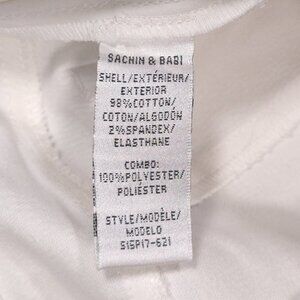 SACHIN & BABI
SHELL/EXTÉRIEUR/
EXTERIOR
98%COTTON/
COTON/ALGODÓN
2%SPANDEX/
ELASTHANE
COMBO:
100%POLYESTER/
POLIÉSTER
STYLE/MODÈLE/
MODELO
S15P17-621